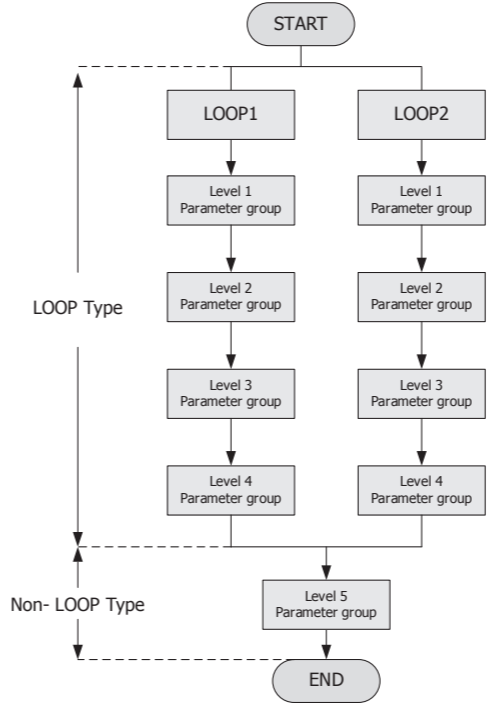 START
LOOP1
LOOP2
Level 1
Parameter group
Level 1
Parameter group
Level 2
Parameter group
Level 2
Parameter group
LOOP Type
Level 3
Parameter group
Level 3
Parameter group
Level 4
Parameter group
Level 4
Parameter group
Non- LOOP Type
Level 5
Parameter group
END